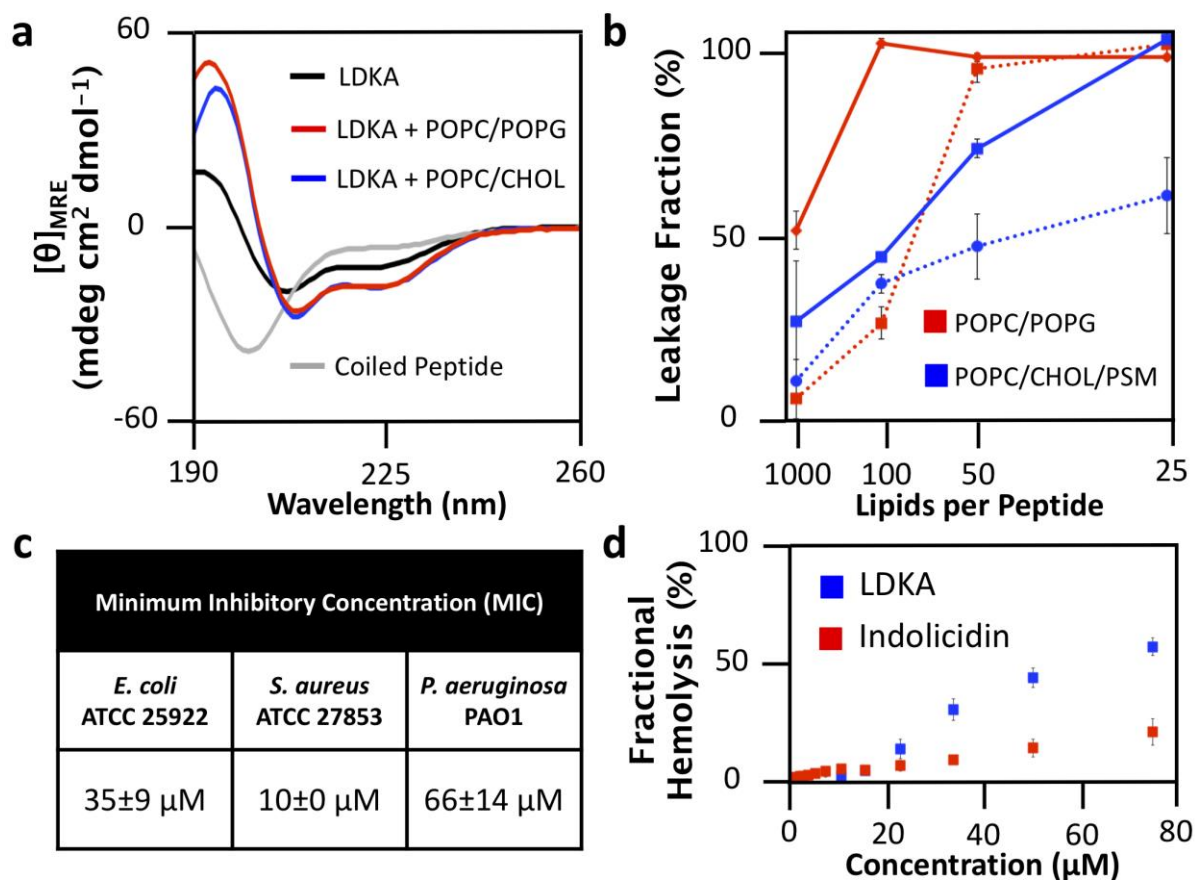 a
60
0
-60
[θ]MRE
(mdeg cm² dmol⁻¹)
LDKA
LDKA + POPC/POPG
LDKA + POPC/CHOL
Coiled Peptide
190
225
260
Wavelength (nm)
b
100
50
0
Leakage Fraction (%)
POPC/POPG
POPC/CHOL/PSM
1000
100
50
25
Lipids per Peptide
c
Minimum Inhibitory Concentration (MIC)
E. coli
ATCC 25922
S. aureus
ATCC 27853
P. aeruginosa
PAO1
35±9 µM
10±0 µM
66±14 µM
d
100
50
0
Fractional
Hemolysis (%)
LDKA
Indolicidin
0
20
40
60
80
Concentration (µM)